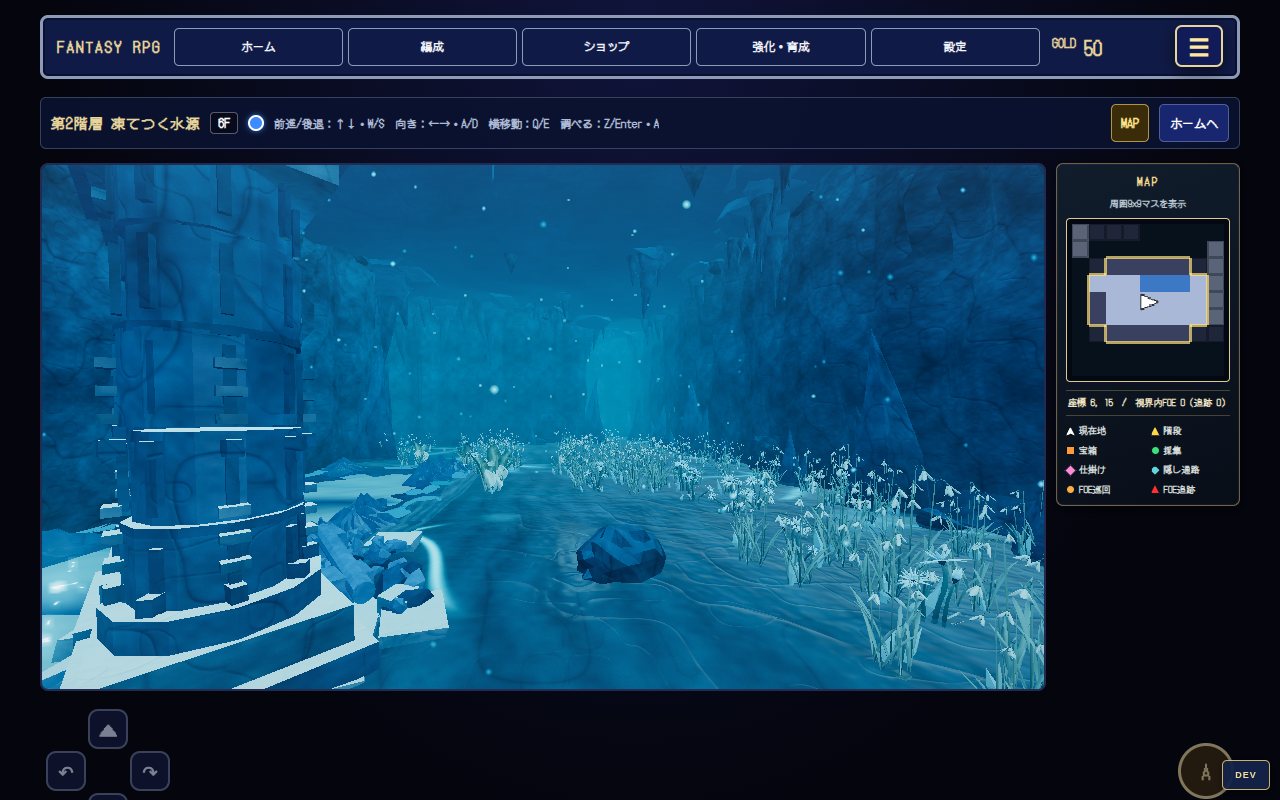 FANTASY RPG
ホーム
編成
ショップ
強化・育成
設定
GOLD 50
第2階層 凍てつく水源
6F
前進/後退：↑↓・W/S 向き：←→・A/D 横移動：Q/E 調べる：Z/Enter・A
MAP
ホームへ
MAP
周囲9x9マスを表示
座標 6, 15 / 視界内FOE 0 (追跡 0)
現在地
階段
宝箱
採集
仕掛け
隠し通路
FOE巡回
FOE追跡
A
DEV